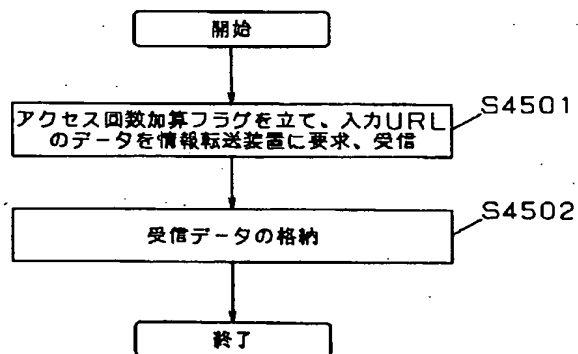 開始
アクセス回数加算フラグを立て、入力URL
のデータを情報転送装置に要求、受信
S4501
受信データの格納
S4502
終了